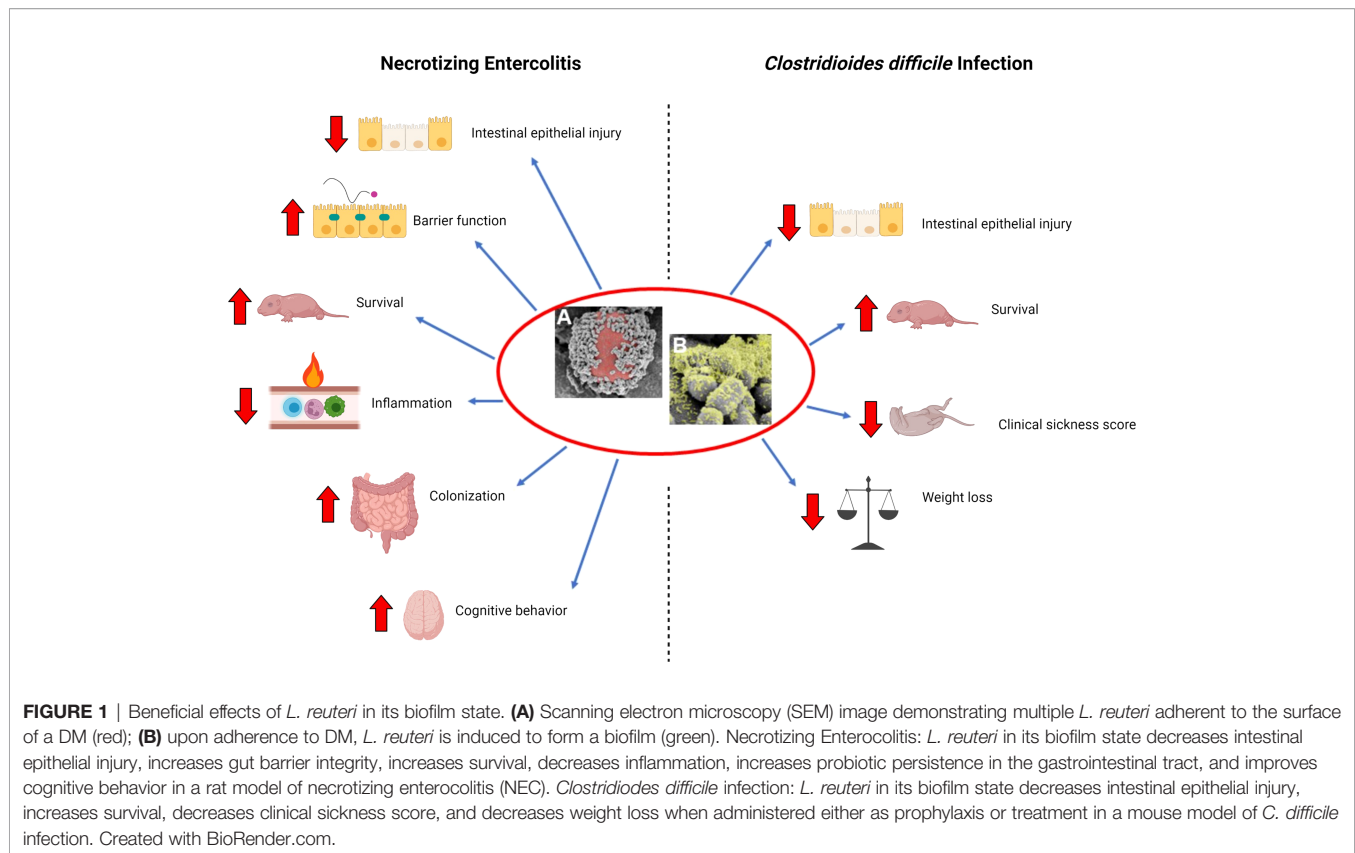 Necrotizing Entercolitis
Clostridioides difficile Infection
Intestinal epithelial injury
Barrier function
Survival
Inflammation
Colonization
Cognitive behavior
A
B
Intestinal epithelial injury
Survival
Clinical sickness score
Weight loss
FIGURE 1 | Beneficial effects of L. reuteri in its biofilm state. (A) Scanning electron microscopy (SEM) image demonstrating multiple L. reuteri adherent to the surface
of a DM (red); (B) upon adherence to DM, L. reuteri is induced to form a biofilm (green). Necrotizing Enterocolitis: L. reuteri in its biofilm state decreases intestinal
epithelial injury, increases gut barrier integrity, increases survival, decreases inflammation, increases probiotic persistence in the gastrointestinal tract, and improves
cognitive behavior in a rat model of necrotizing enterocolitis (NEC). Clostridiodes difficile infection: L. reuteri in its biofilm state decreases intestinal epithelial injury,
increases survival, decreases clinical sickness score, and decreases weight loss when administered either as prophylaxis or treatment in a mouse model of C. difficile
infection. Created with BioRender.com.